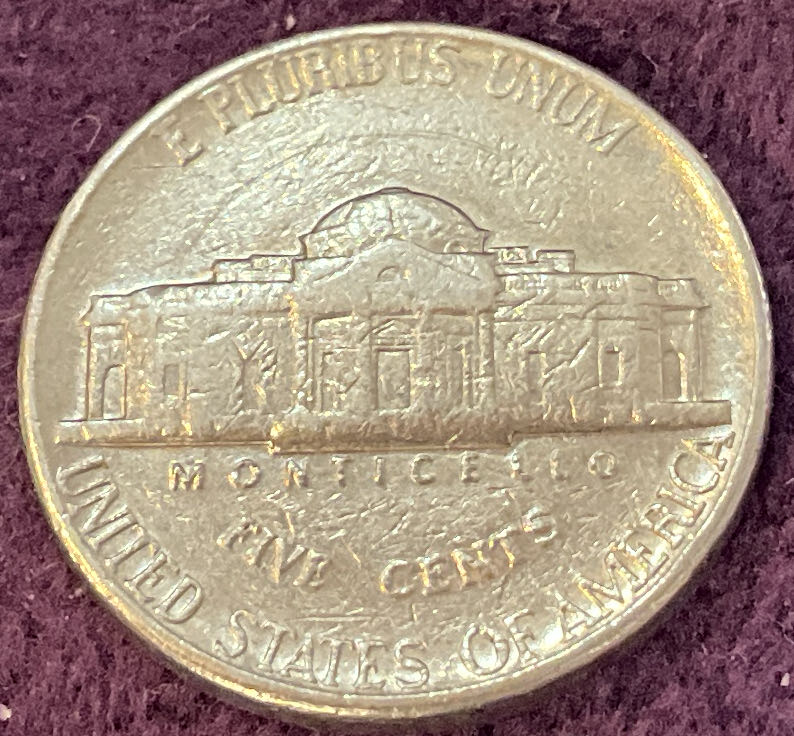 E PLURIBUS UNUM
MONTICELLO
FIVE CENTS
UNITED STATES OF AMERICA